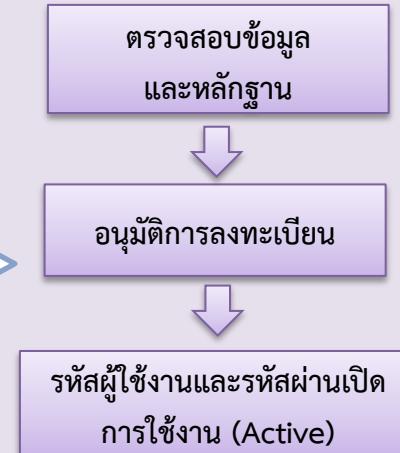 ตรวจสอบข้อมูล
และหลักฐาน
อนุมัติการลงทะเบียน
รหัสผู้ใช้งานและรหัสผ่านเปิด
การใช้งาน (Active)